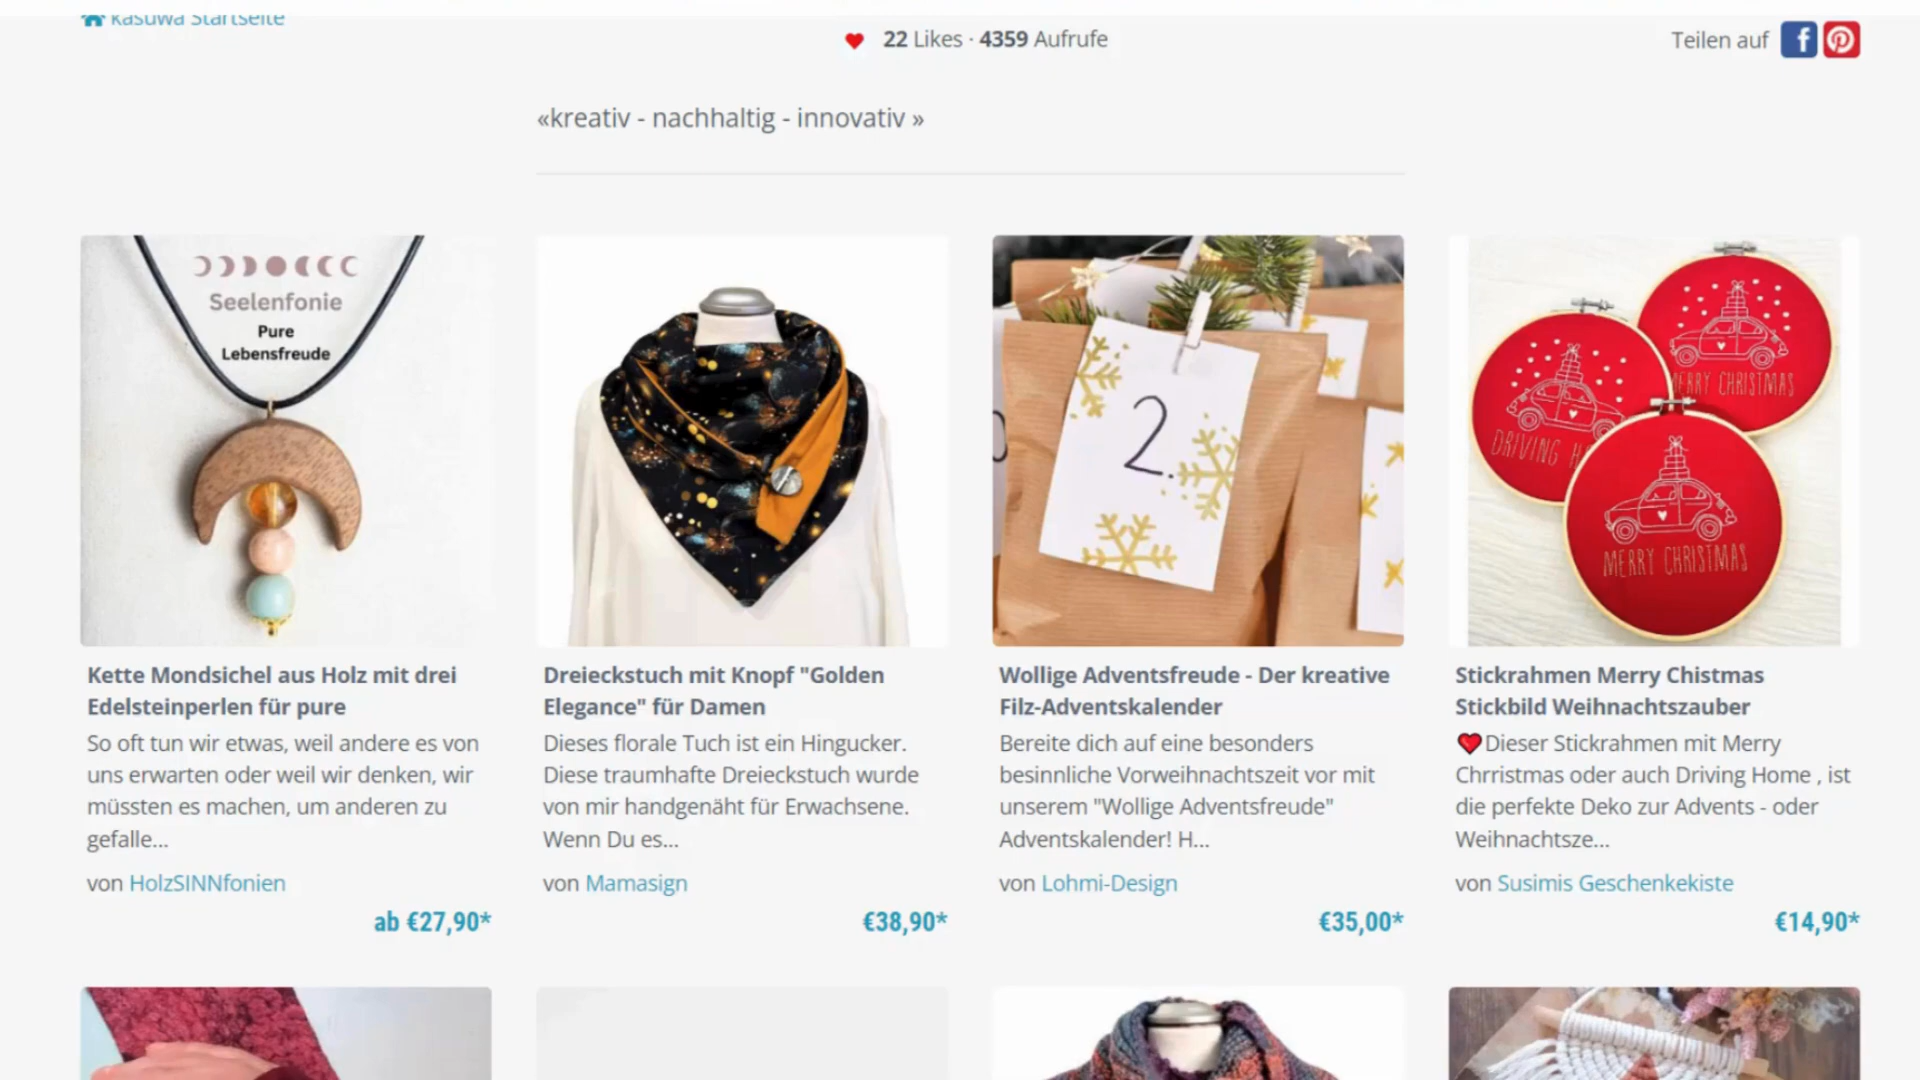 kasuwa Startseite
22 Likes · 4359 Aufrufe
Teilen auf
«kreativ - nachhaltig - innovativ »
Seelenfonie
Pure
Lebensfreude
2.
DRIVING H
MERRY CHRISTMAS
MERRY CHRISTMAS
Kette Mondsichel aus Holz mit drei
Edelsteinperlen für pure
So oft tun wir etwas, weil andere es von
uns erwarten oder weil wir denken, wir
müssten es machen, um anderen zu
gefalle...
von HolzSINNfonien
ab €27,90*
Dreieckstuch mit Knopf "Golden
Elegance" für Damen
Dieses florale Tuch ist ein Hingucker.
Diese traumhafte Dreieckstuch wurde
von mir handgenäht für Erwachsene.
Wenn Du es...
von Mamasign
€38,90*
Wollige Adventsfreude - Der kreative
Filz-Adventskalender
Bereite dich auf eine besonders
besinnliche Vorweihnachtszeit vor mit
unserem "Wollige Adventsfreude"
Adventskalender! H...
von Lohmi-Design
€35,00*
Stickrahmen Merry Chistmas
Stickbild Weihnachtszauber
Dieser Stickrahmen mit Merry
Chrristmas oder auch Driving Home , ist
die perfekte Deko zur Advents - oder
Weihnachtsze...
von Susimis Geschenkekiste
€14,90*